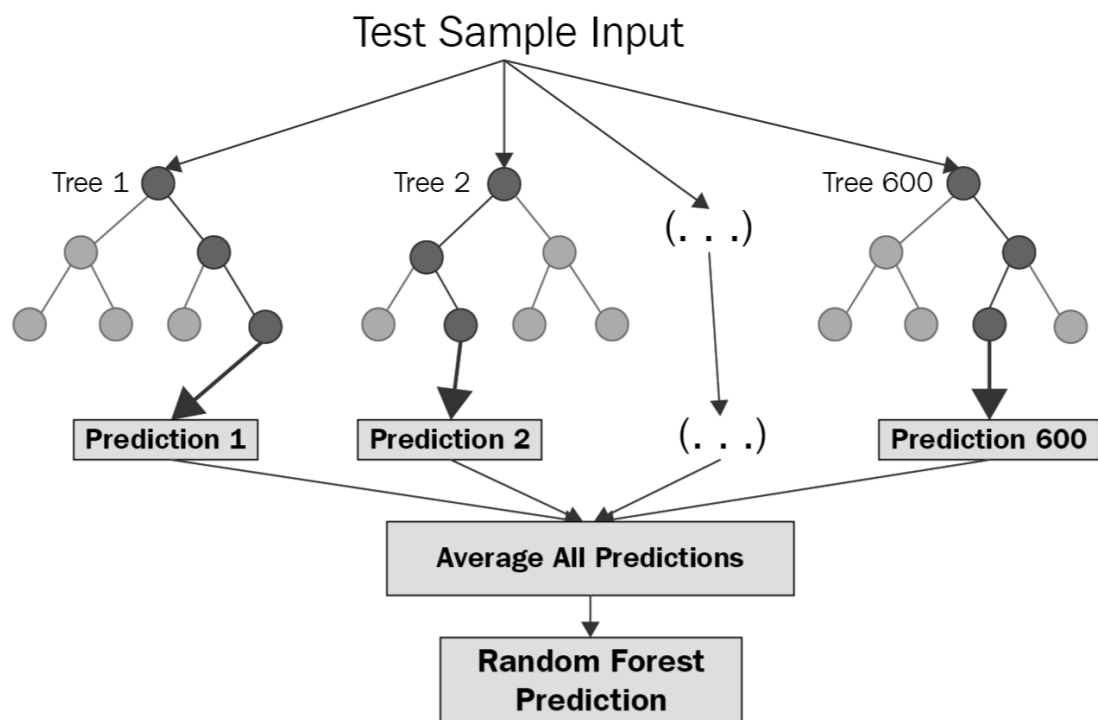 Test Sample Input
Tree 1
Tree 2
Tree 600
(. . .)
Prediction 1
Prediction 2
(. . .)
Prediction 600
Average All Predictions
Random Forest
Prediction